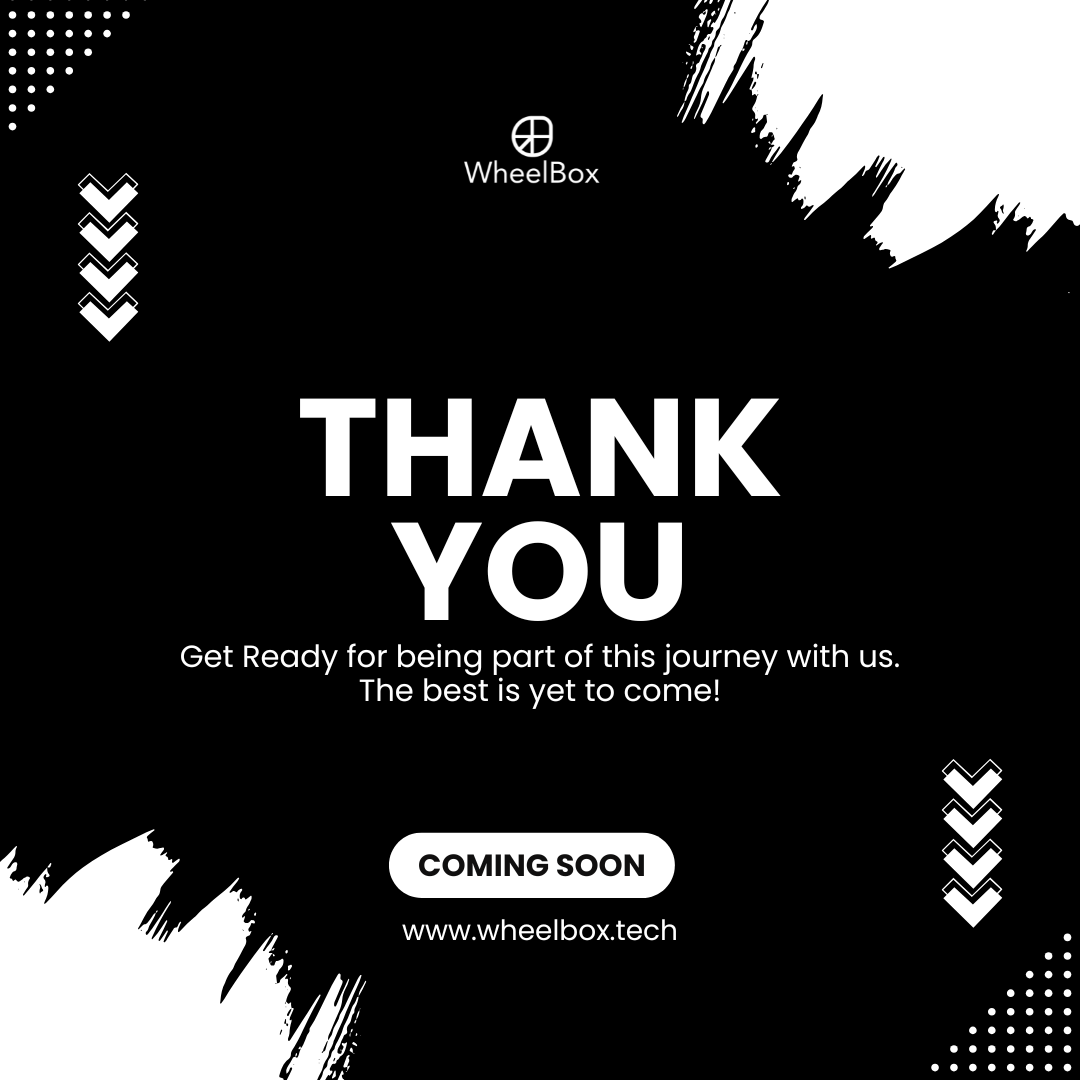 WheelBox
THANK
YOU
Get Ready for being part of this journey with us.
The best is yet to come!
COMING SOON
www.wheelbox.tech